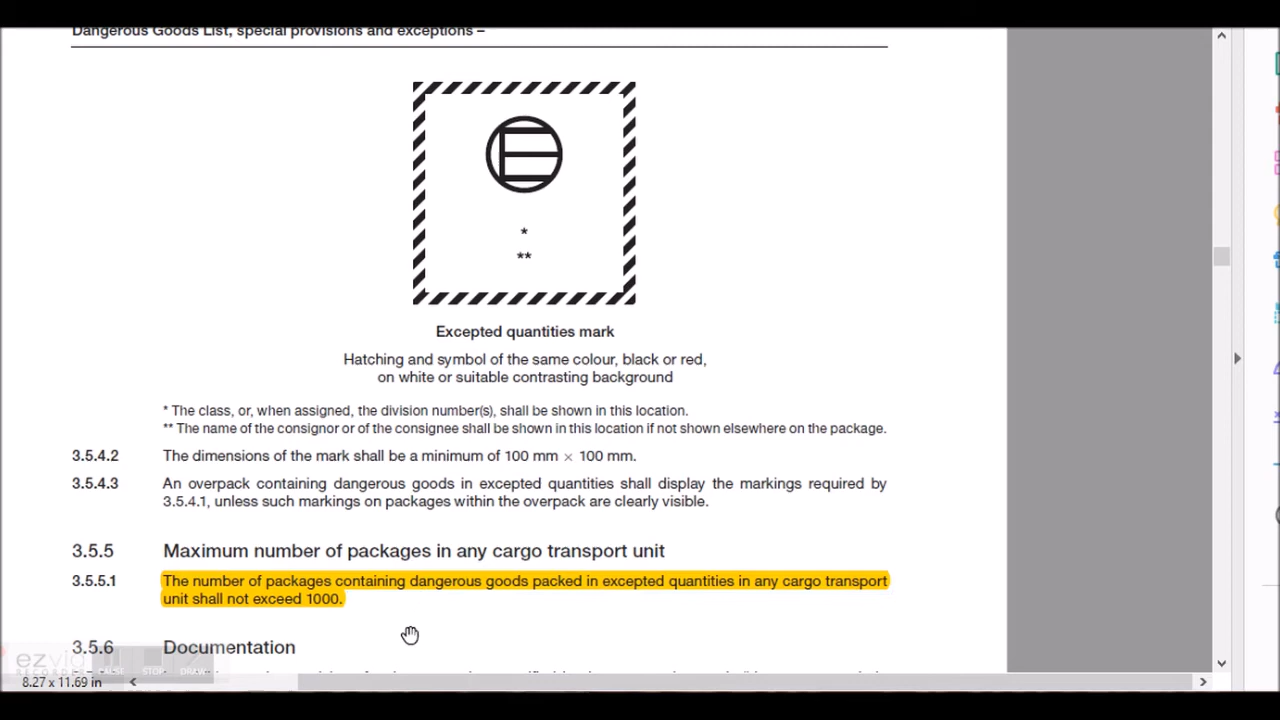 Dangerous Goods List, special provisions and exceptions –
E
*
**
Excepted quantities mark
Hatching and symbol of the same colour, black or red,
on white or suitable contrasting background
* The class, or, when assigned, the division number(s), shall be shown in this location.
** The name of the consignor or of the consignee shall be shown in this location if not shown elsewhere on the package.
3.5.4.2 The dimensions of the mark shall be a minimum of 100 mm × 100 mm.
3.5.4.3 An overpack containing dangerous goods in excepted quantities shall display the markings required by
3.5.4.1, unless such markings on packages within the overpack are clearly visible.
3.5.5 Maximum number of packages in any cargo transport unit
3.5.5.1 The number of packages containing dangerous goods packed in excepted quantities in any cargo transport
unit shall not exceed 1000.
3.5.6 Documentation
ezvid
RECORDER
8.27 x 11.69 in